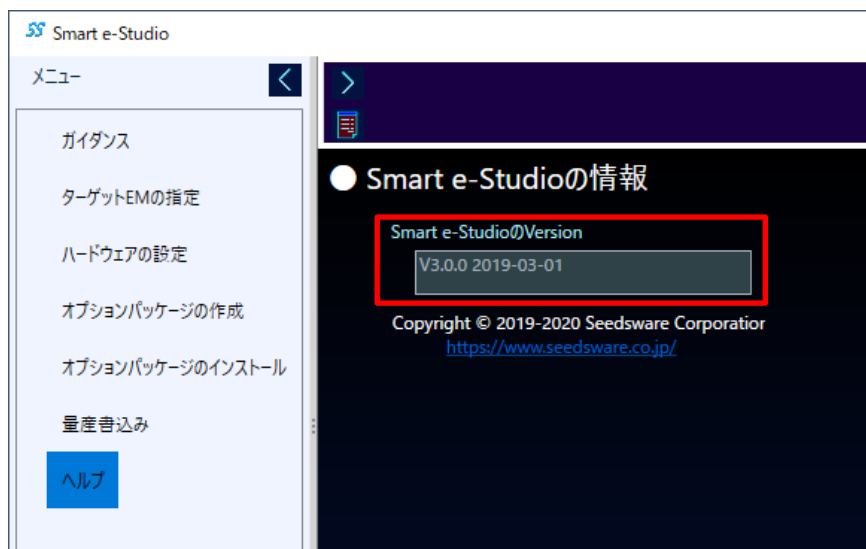 Smart e-Studio
メニュー
ガイダンス
ターゲットEMの指定
ハードウェアの設定
オプションパッケージの作成
オプションパッケージのインストール
量産書込み
ヘルプ
Smart e-Studioの情報
Smart e-StudioのVersion
V3.0.0 2019-03-01
Copyright © 2019-2020 Seedsware Corporation
https://www.seedsware.co.jp/